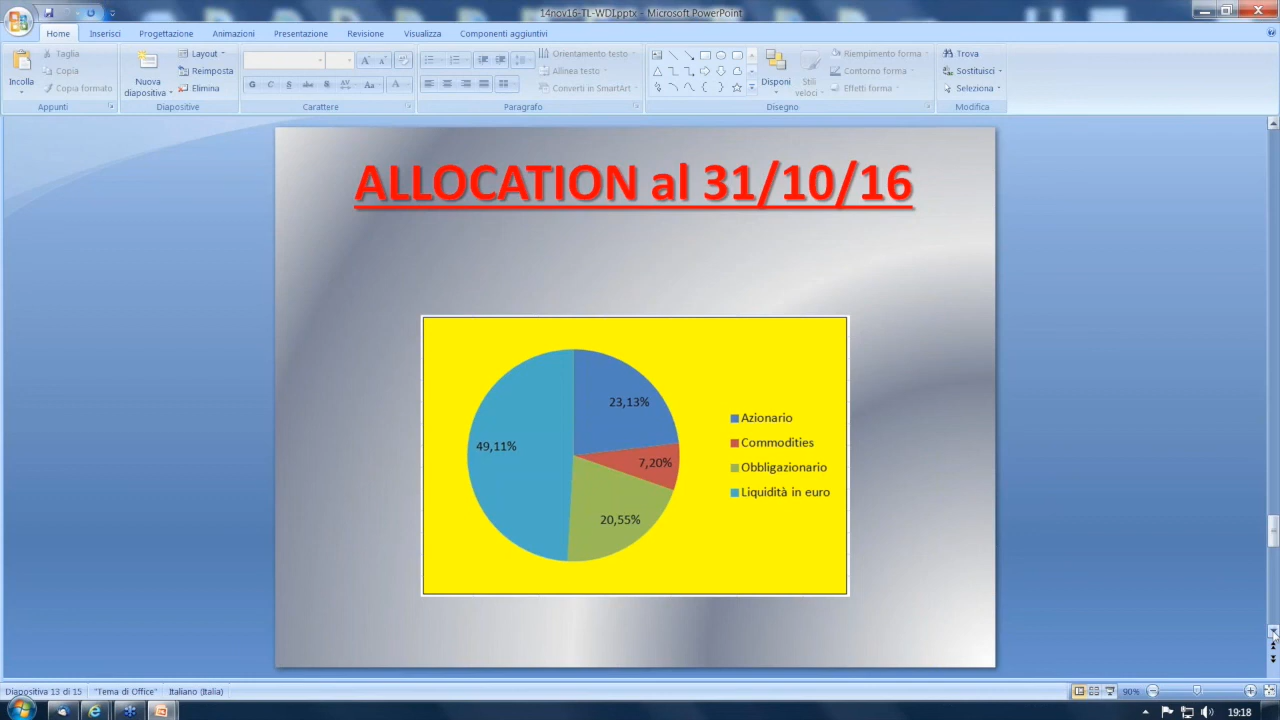 14nov16-TL-WDI.pptx - Microsoft PowerPoint
Home Inserisci Progettazione Animazioni Presentazione Revisione Visualizza Componenti aggiuntivi
Incolla
Taglia
Copia
Copia formato
Appunti
Nuova
diapositiva
Layout
Reimposta
Elimina
Diapositive
G C S abc S AV Aa A
Carattere
Orientamento testo
Allinea testo
Converti in SmartArt
Paragrafo
Disponi
Stili
veloci
Riempimento forma
Contorno forma
Effetti forma
Disegno
Trova
Sostituisci
Seleziona
Modifica
ALLOCATION al 31/10/16
23,13%
49,11%
7,20%
20,55%
Azionario
Commodities
Obbligazionario
Liquidità in euro
Diapositiva 13 di 15 "Tema di Office" Italiano (Italia) 90%
19:18